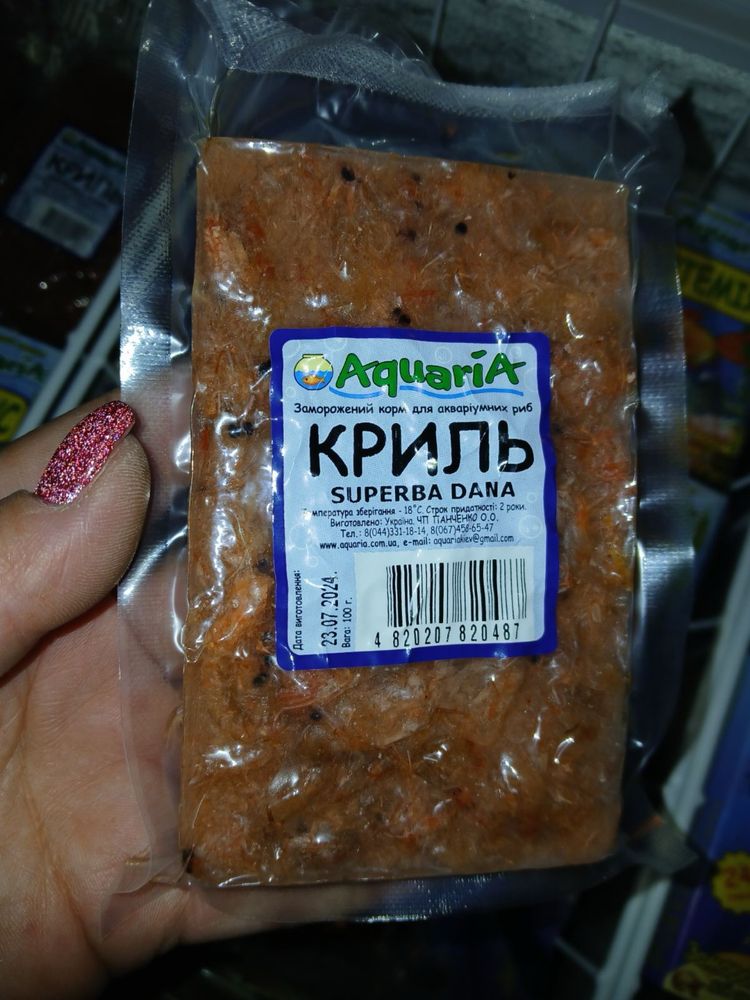 AquariA
Заморожений корм для акваріумних риб
КРИЛЬ
SUPERBA DANA
Температура зберігання - 18°С. Строк придатності: 2 роки.
Виготовлено: Україна. ЧП ПАНЧЕНКО О.О.
Тел.: 8(044)331-18-14, 8(067)456-65-47
www.aquaria.com.ua, e-mail: aquariakiev@gmail.com
Дата виготовлення:
23.07.2024.
Вага: 100 г.
4 820207 820487
КРИЛЬ